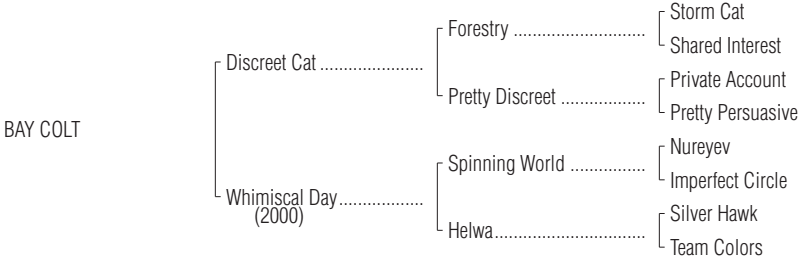 Storm Cat
Forestry ............................
Shared Interest
Discreet Cat ......................
Private Account
Pretty Discreet ..................
Pretty Persuasive
BAY COLT
Nureyev
Spinning World ................
Imperfect Circle
Whimiscal Day ..................
(2000)
Silver Hawk
Helwa ................................
Team Colors